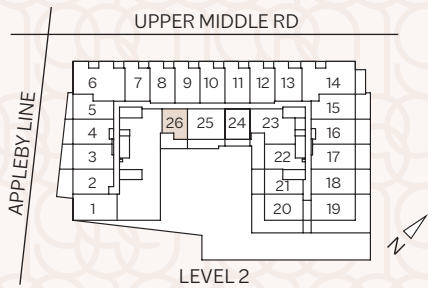 UPPER MIDDLE RD
APPLEBY LINE
6 7 8 9 10 11 12 13 14
5 15
4 26 25 24 23 16
3 22 17
2 21 18
1 20 19
N
LEVEL 2